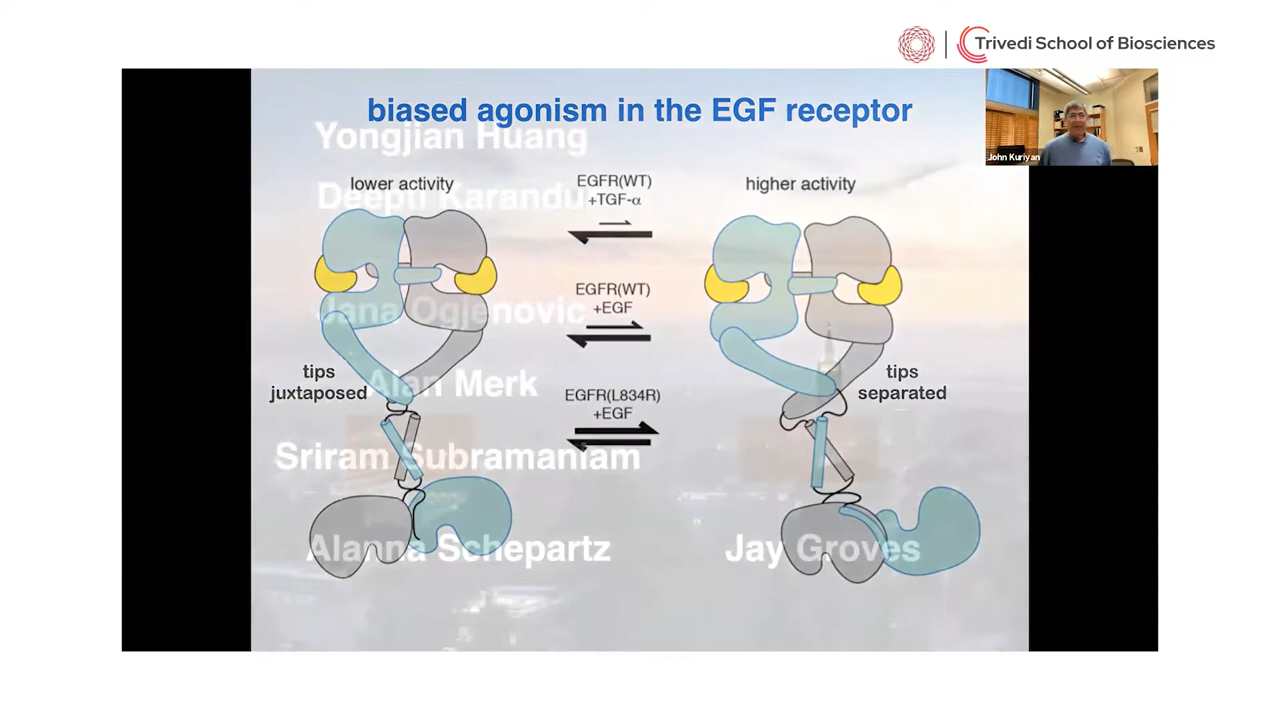 Trivedi School of Biosciences
biased agonism in the EGF receptor
John Kuriyan
Yongjian Huang
lower activity
EGFR(WT)
+TGF-α
higher activity
Deepti Karandu
EGFR(WT)
+EGF
Jana Ognjenovic
tips
juxtaposed
Alan Merk
EGFR(L834R)
+EGF
tips
separated
Sriram Subramaniam
Alanna Schepartz
Jay Groves